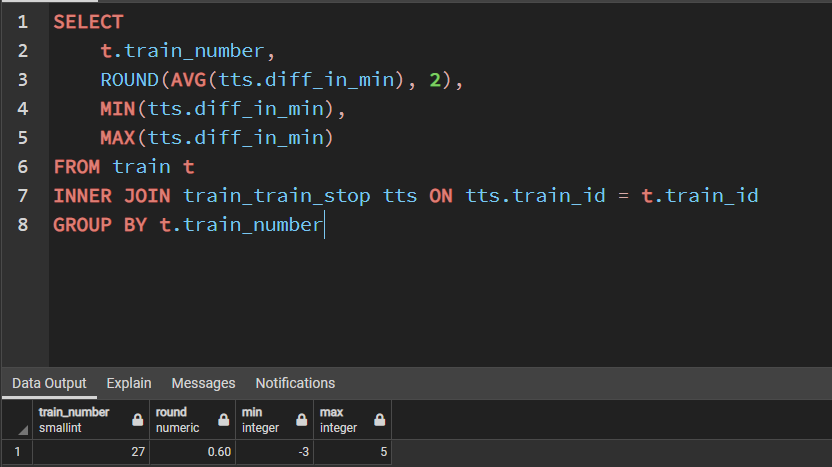 1 SELECT
2 t.train_number,
3 ROUND(AVG(tts.diff_in_min), 2),
4 MIN(tts.diff_in_min),
5 MAX(tts.diff_in_min)
6 FROM train t
7 INNER JOIN train_train_stop tts ON tts.train_id = t.train_id
8 GROUP BY t.train_number
Data Output Explain Messages Notifications
train_number round min max
smallint numeric integer integer
1 27 0.60 -3 5